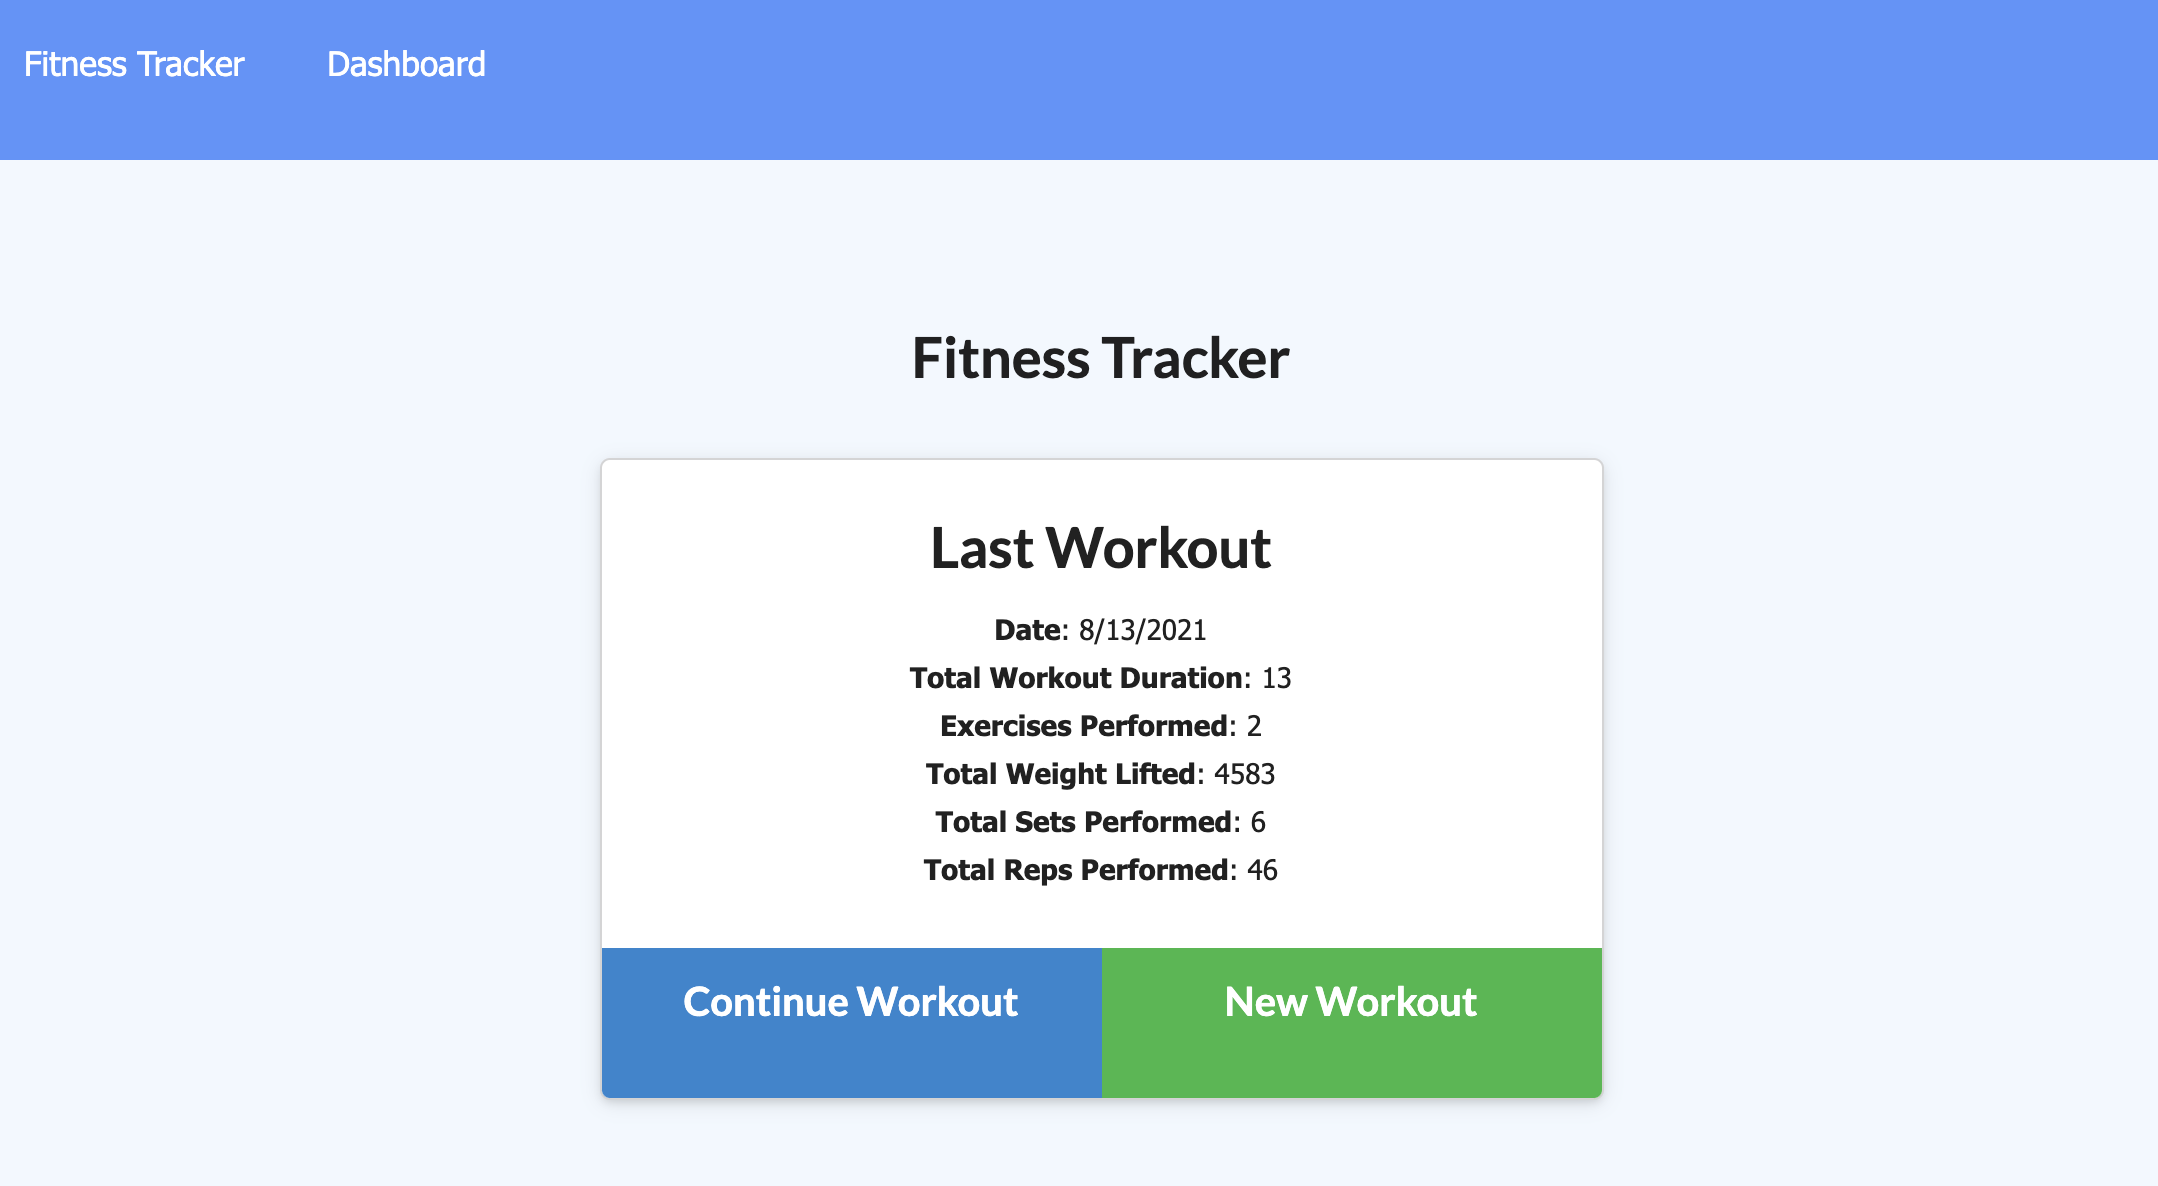 Fitness Tracker Dashboard
Fitness Tracker
Last Workout
Date: 8/13/2021
Total Workout Duration: 13
Exercises Performed: 2
Total Weight Lifted: 4583
Total Sets Performed: 6
Total Reps Performed: 46
Continue Workout New Workout